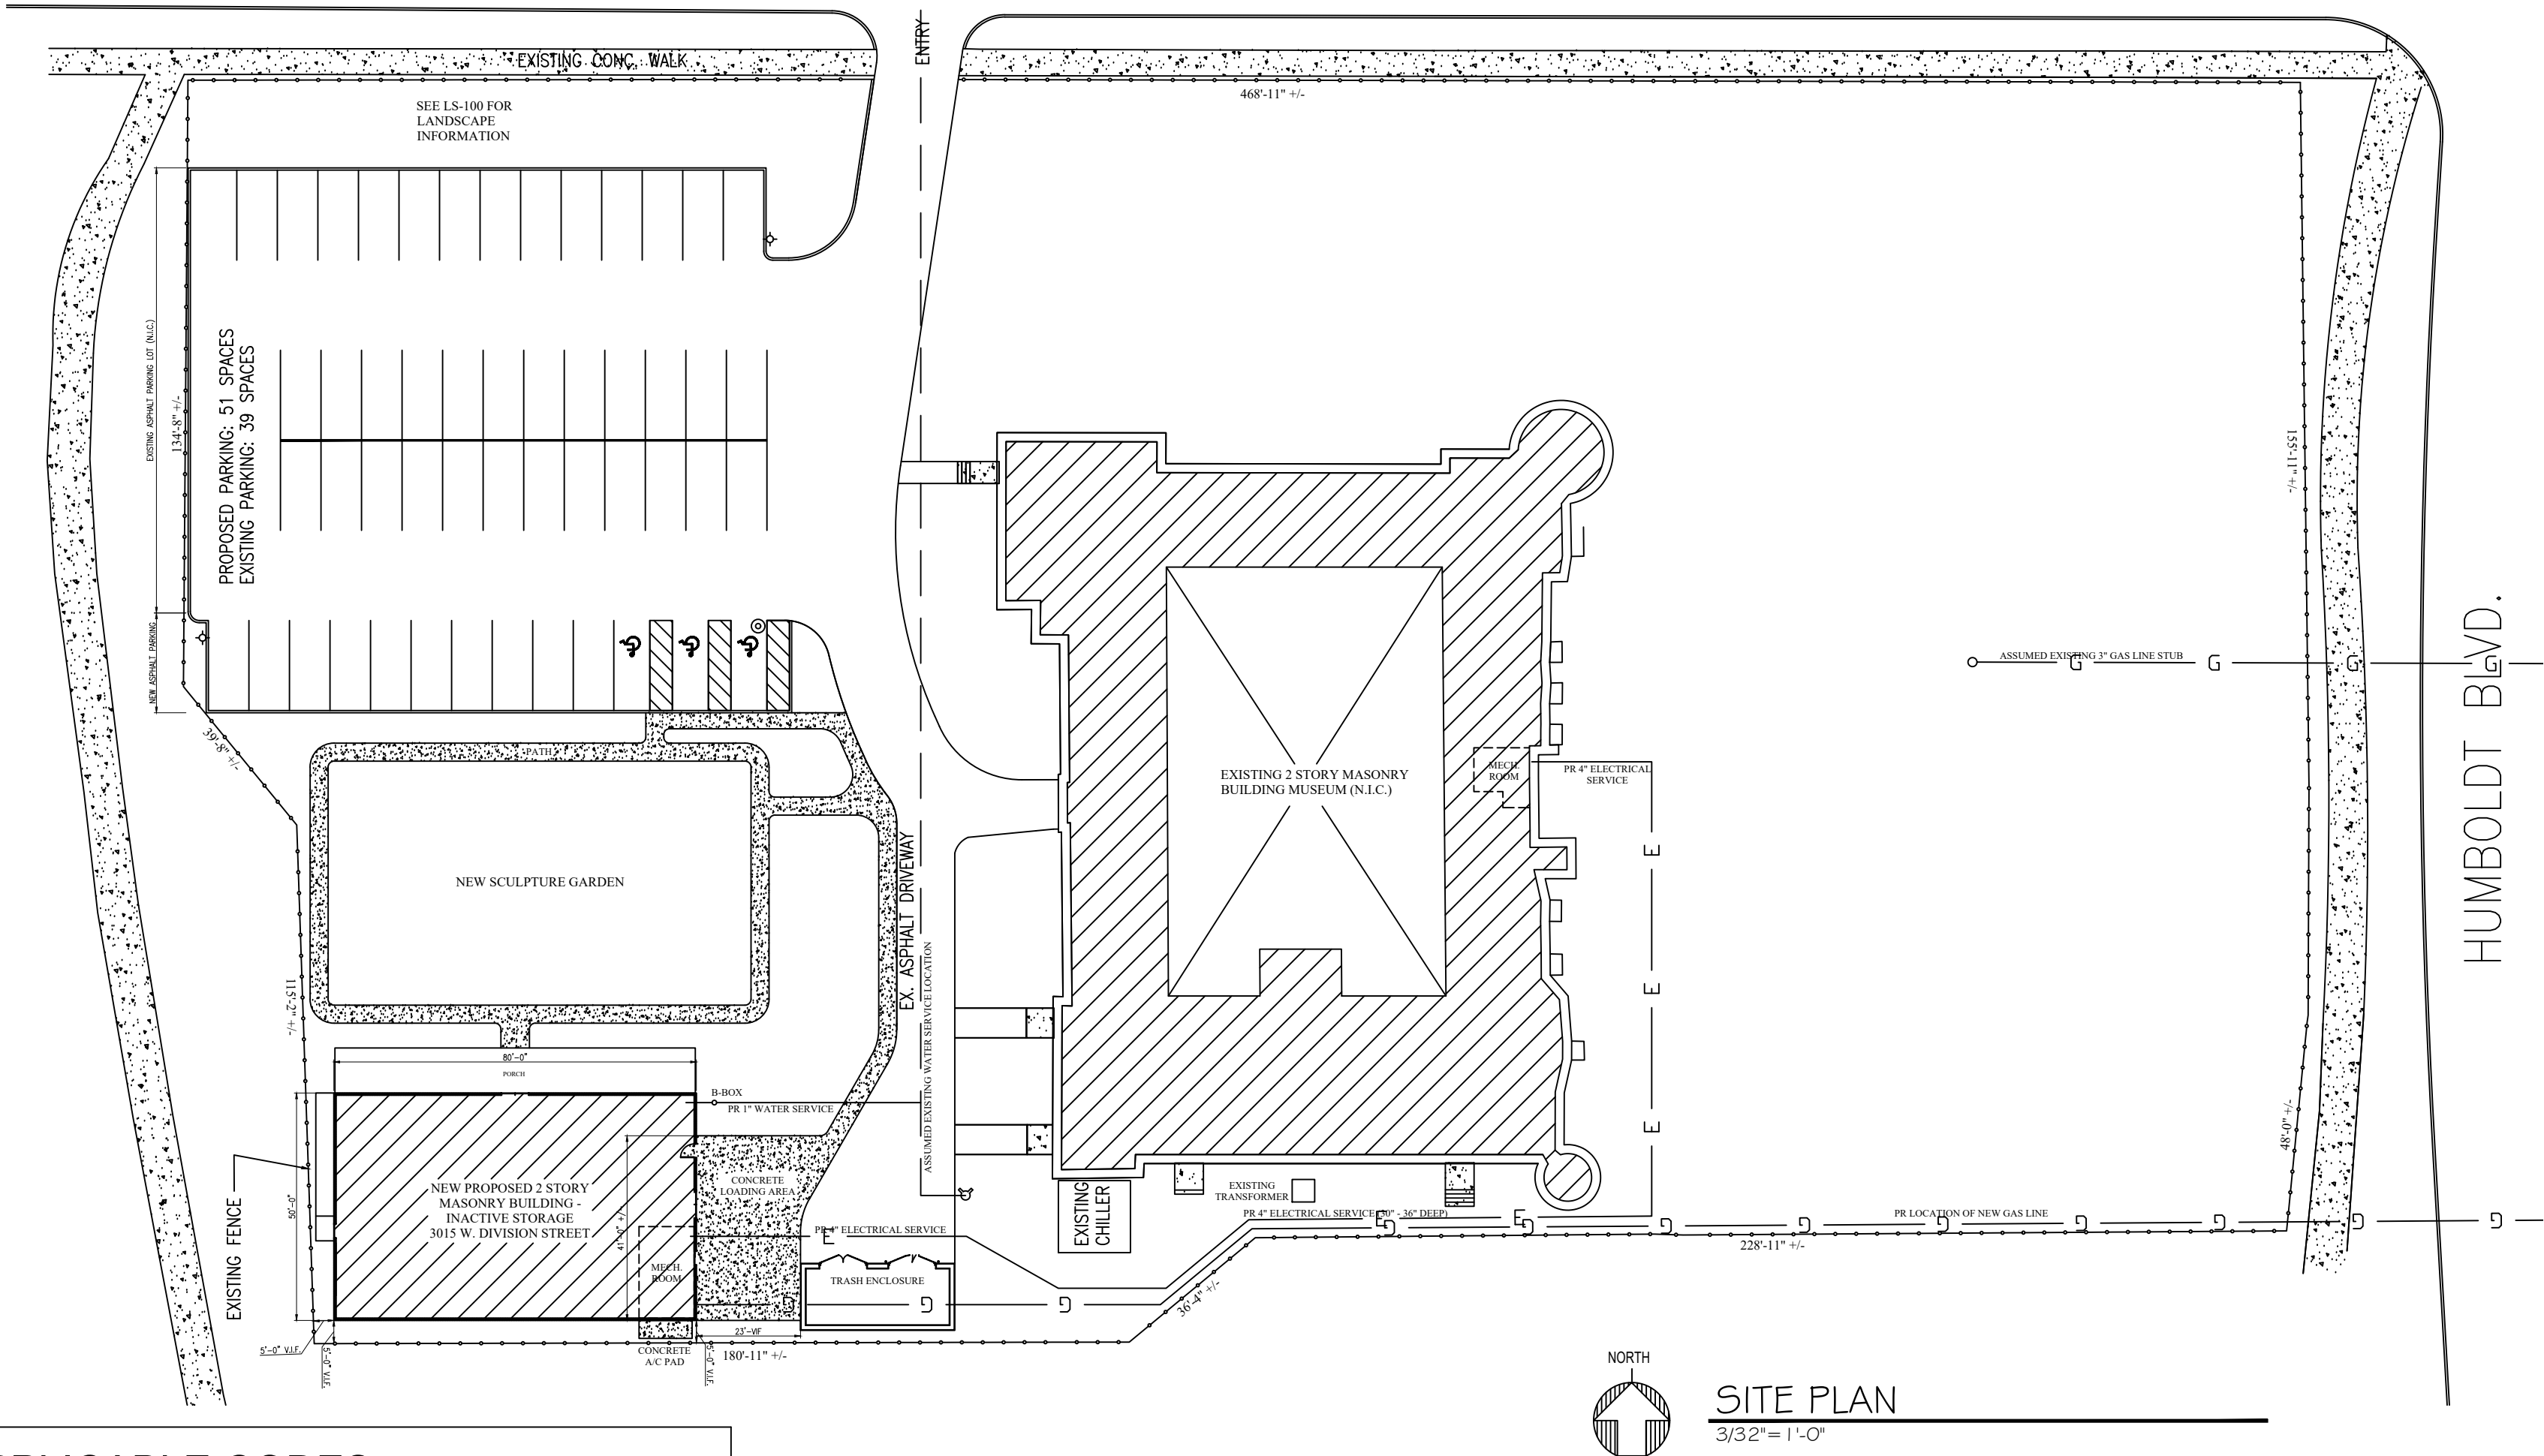 EXISTING CONC. WALK
ENTRY
468'-11" +/-
SEE LS-100 FOR
LANDSCAPE
INFORMATION
EXISTING ASPHALT PARKING LOT (N.I.C.)
134'-8" +/-
PROPOSED PARKING: 51 SPACES
EXISTING PARKING: 39 SPACES
155'-11" +/-
NEW ASPHALT PARKING
39'-8" +/-
HUMBOLDT BLVD.
ASSUMED EXISTING 3" GAS LINE STUB
G G G G
PATH
EXISTING 2 STORY MASONRY
BUILDING MUSEUM (N.I.C.)
MECH.
ROOM
PR 4" ELECTRICAL
SERVICE
E
E
E
NEW SCULPTURE GARDEN
EX. ASPHALT DRIVEWAY
ASSUMED EXISTING WATER SERVICE LOCATION
115'-2" +/-
80'-0"
PORCH
B-BOX
PR 1" WATER SERVICE
48'-0" +/-
EXISTING FENCE
50'-0"
NEW PROPOSED 2 STORY
MASONRY BUILDING -
INACTIVE STORAGE
3015 W. DIVISION STREET
41'-0" +/-
CONCRETE
LOADING AREA
EXISTING
CHILLER
EXISTING
TRANSFORMER
PR 4" ELECTRICAL SERVICE (30" - 36" DEEP)
E E
PR LOCATION OF NEW GAS LINE
G G G G G G G G G
228'-11" +/-
PR 4" ELECTRICAL SERVICE
E
MECH.
ROOM
TRASH ENCLOSURE
G G G
36'-4" +/-
23'-VIF
5'-0" V.I.F.
5'-0" V.I.F.
CONCRETE
A/C PAD
5'-0" V.I.F.
180'-11" +/-
NORTH
SITE PLAN
3/32"=1'-0"